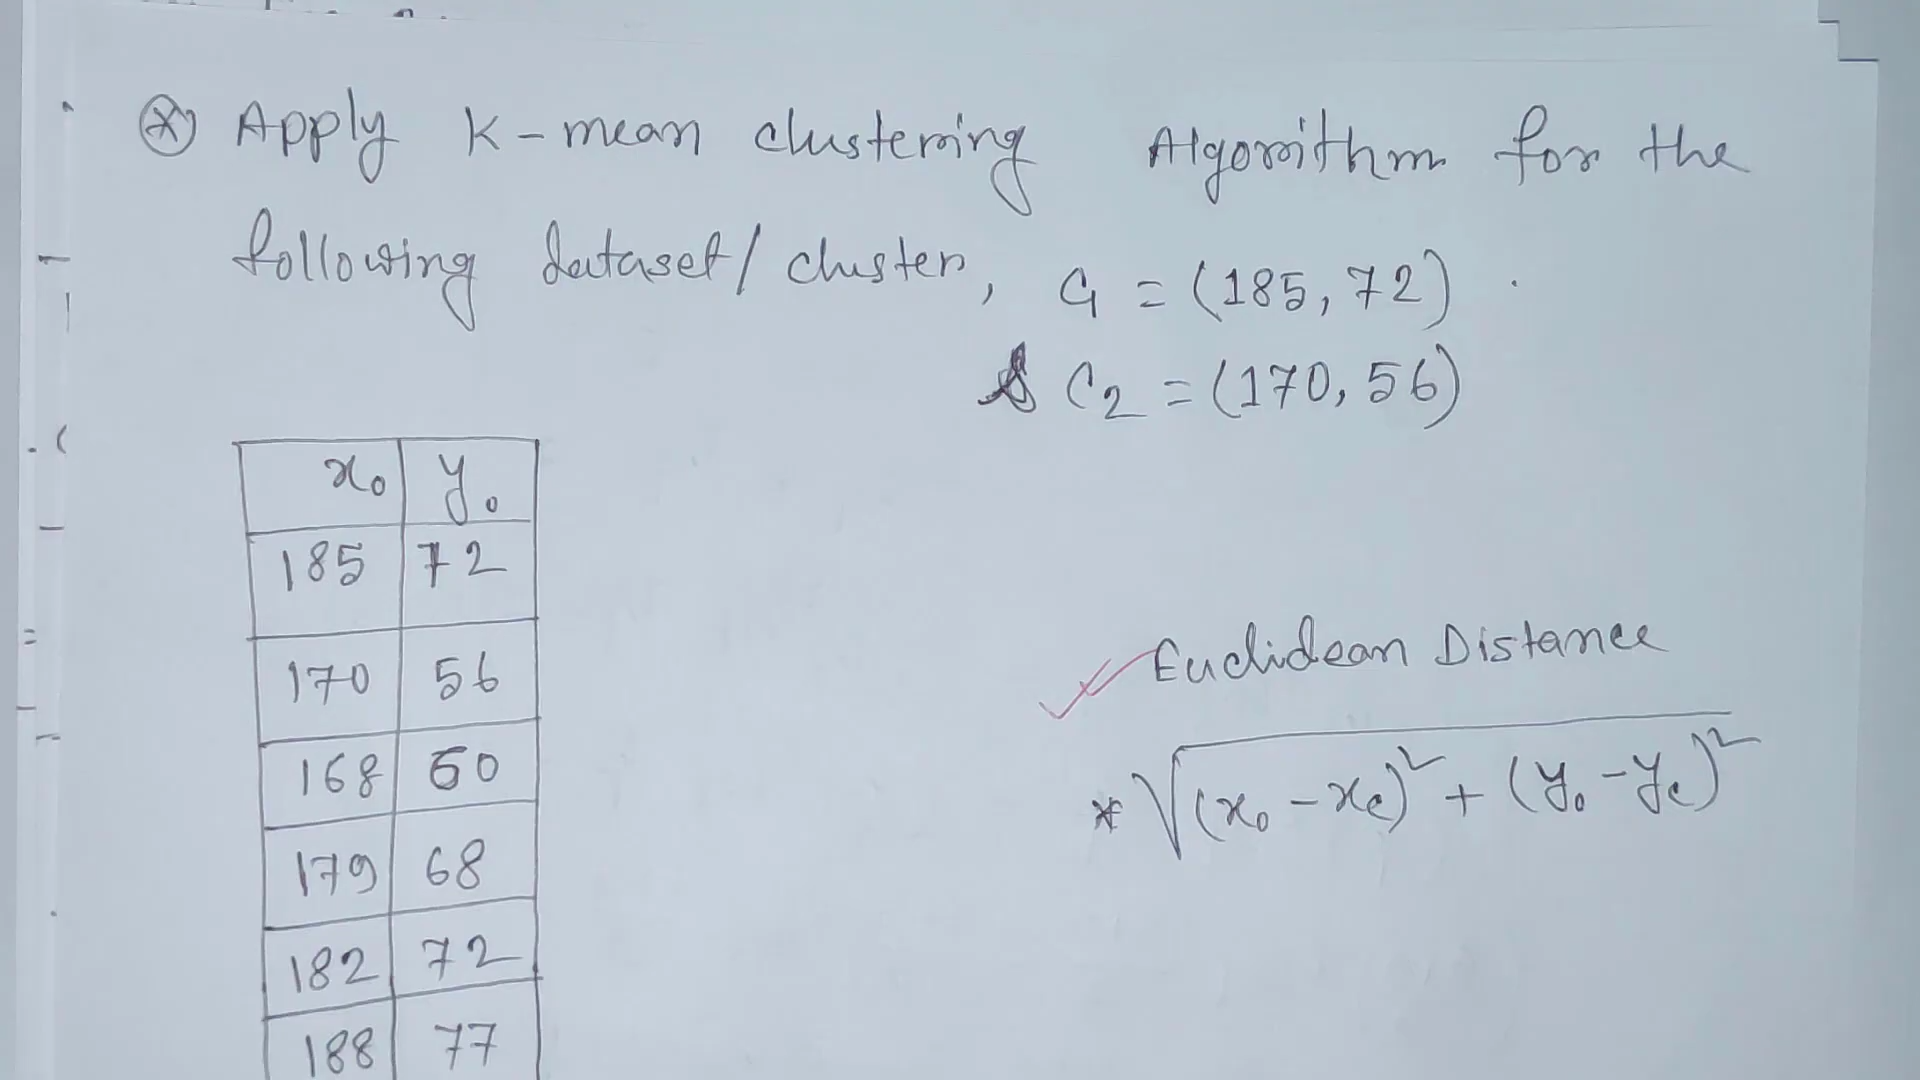 Apply K-mean clustering Algorithm for the
following dataset/cluster, C1 = (185, 72)
& C2 = (170, 56)
x0 y0
185 72
170 56
168 60
179 68
182 72
188 77
Euclidean Distance
* √(x0 - xc)² + (y0 - yc)²